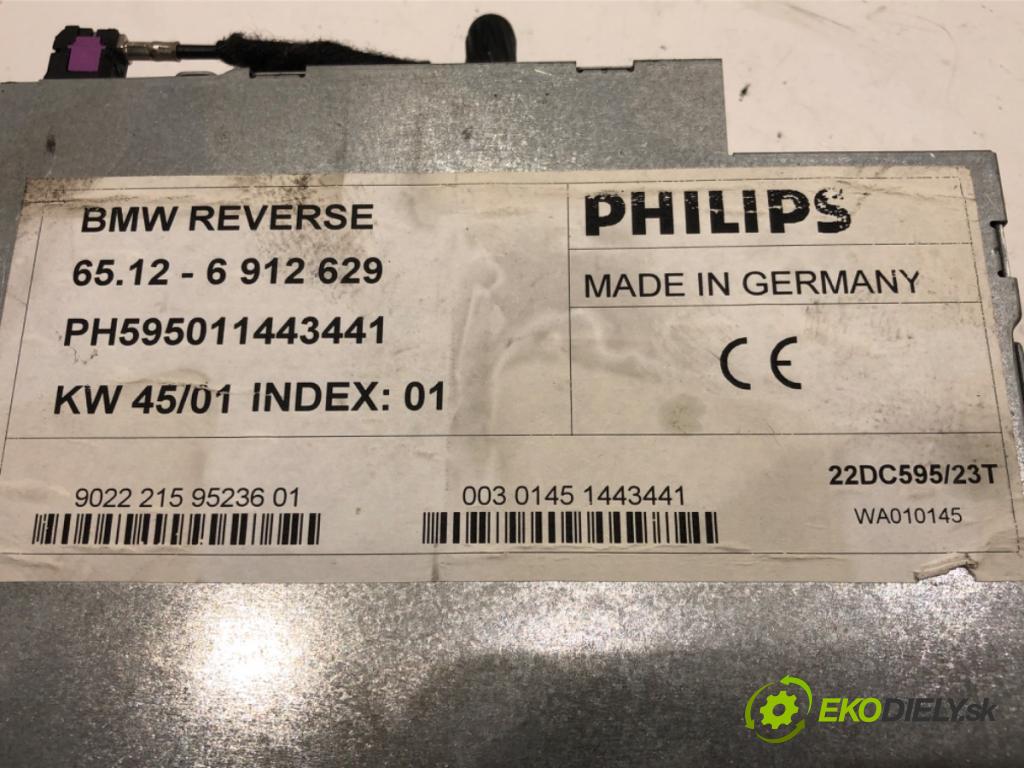 BMW REVERSE
65.12 - 6 912 629
PH595011443441
KW 45/01 INDEX: 01
PHILIPS
MADE IN GERMANY
CE
22DC595/23T
WA010145
9022 215 95236 01
003 0145 1443441
EKODIELY.sk